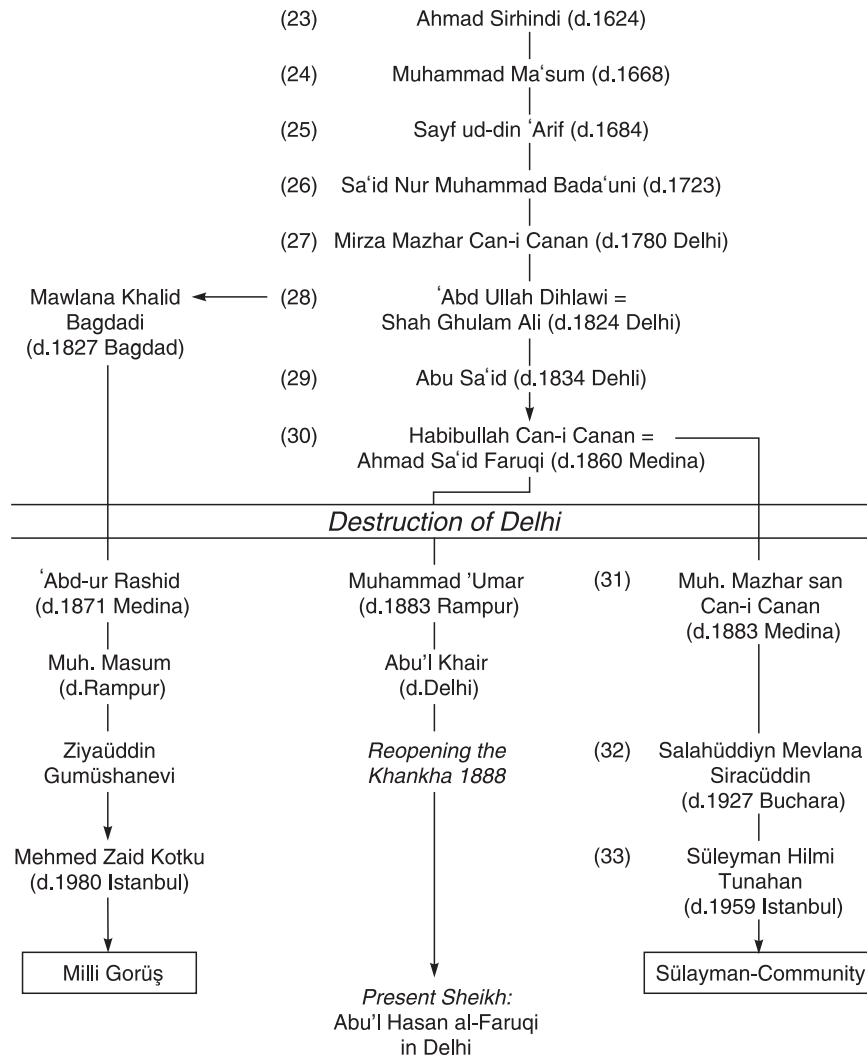 (23) Ahmad Sirhindi (d.1624)
(24) Muhammad Ma‘sum (d.1668)
(25) Sayf ud-din ‘Arif (d.1684)
(26) Sa‘id Nur Muhammad Bada‘uni (d.1723)
(27) Mirza Mazhar Can-i Canan (d.1780 Delhi)
Mawlana Khalid
Bagdadi
(d.1827 Bagdad)
(28) ‘Abd Ullah Dihlawi =
Shah Ghulam Ali (d.1824 Delhi)
(29) Abu Sa‘id (d.1834 Dehli)
(30) Habibullah Can-i Canan =
Ahmad Sa‘id Faruqi (d.1860 Medina)
Destruction of Delhi
‘Abd-ur Rashid
(d.1871 Medina)
Muh. Masum
(d.Rampur)
Ziyaüddin
Gumüshanevi
Mehmed Zaid Kotku
(d.1980 Istanbul)
Milli Gorüş
Muhammad ’Umar
(d.1883 Rampur)
Abu’l Khair
(d.Delhi)
Reopening the
Khankha 1888
Present Sheikh:
Abu’l Hasan al-Faruqi
in Delhi
(31) Muh. Mazhar san
Can-i Canan
(d.1883 Medina)
(32) Salahüddiyn Mevlana
Siracüddin
(d.1927 Buchara)
(33) Süleyman Hilmi
Tunahan
(d.1959 Istanbul)
Sülayman-Community